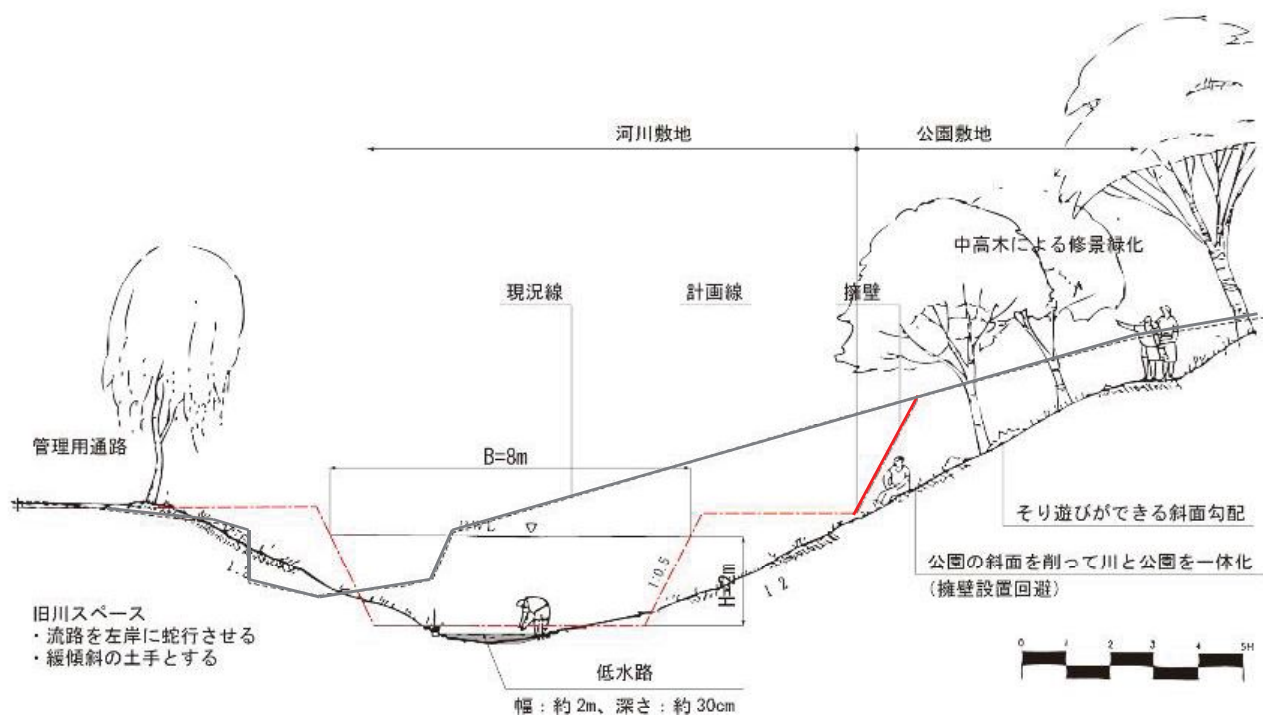 河川敷地
公園敷地
中高木による修景緑化
現況線
計画線
擁壁
管理用通路
B=8m
H.W.L
1:0.5
H=2m
1:2
1:2
そり遊びができる斜面勾配
公園の斜面を削って川と公園を一体化
(擁壁設置回避)
旧川スペース
・流路を左岸に蛇行させる
・緩傾斜の土手とする
低水路
幅：約2m、深さ：約30cm
0 1 2 3 4 5M